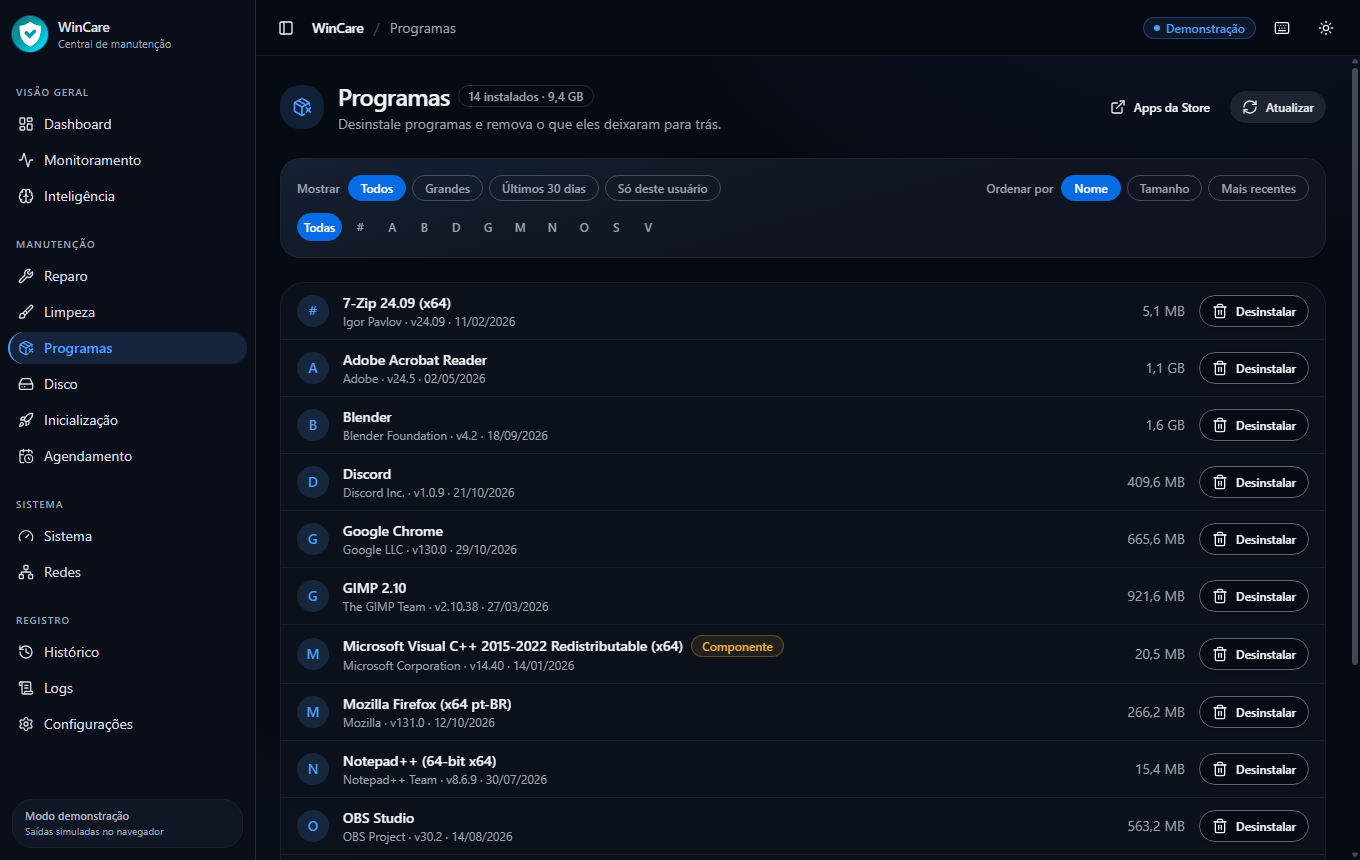 WinCare
Central de manutenção
VISÃO GERAL
Dashboard
Monitoramento
Inteligência
MANUTENÇÃO
Reparo
Limpeza
Programas
Disco
Inicialização
Agendamento
SISTEMA
Sistema
Redes
REGISTRO
Histórico
Logs
Configurações
Modo demonstração
Saídas simuladas no navegador
WinCare / Programas
Demonstração
Programas 14 instalados · 9,4 GB
Desinstale programas e remova o que eles deixaram para trás.
Apps da Store Atualizar
Mostrar Todos Grandes Últimos 30 dias Só deste usuário Ordenar por Nome Tamanho Mais recentes
Todas # A B D G M N O S V
# 7-Zip 24.09 (x64) 5,1 MB Desinstalar
Igor Pavlov · v24.09 · 11/02/2026
A Adobe Acrobat Reader 1,1 GB Desinstalar
Adobe · v24.5 · 02/05/2026
B Blender 1,6 GB Desinstalar
Blender Foundation · v4.2 · 18/09/2026
D Discord 409,6 MB Desinstalar
Discord Inc. · v1.0.9 · 21/10/2026
G Google Chrome 665,6 MB Desinstalar
Google LLC · v130.0 · 29/10/2026
G GIMP 2.10 921,6 MB Desinstalar
The GIMP Team · v2.10.38 · 27/03/2026
M Microsoft Visual C++ 2015-2022 Redistributable (x64) Componente 20,5 MB Desinstalar
Microsoft Corporation · v14.40 · 14/01/2026
M Mozilla Firefox (x64 pt-BR) 266,2 MB Desinstalar
Mozilla · v131.0 · 12/10/2026
N Notepad++ (64-bit x64) 15,4 MB Desinstalar
Notepad++ Team · v8.6.9 · 30/07/2026
O OBS Studio 563,2 MB Desinstalar
OBS Project · v30.2 · 14/08/2026